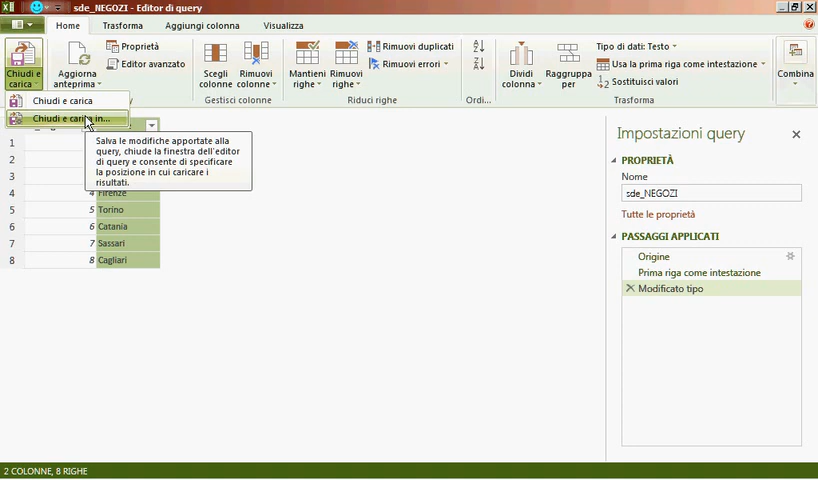 sde_NEGOZI - Editor di query
Home Trasforma Aggiungi colonna Visualizza
Chiudi e carica
Aggiorna anteprima
Proprietà
Editor avanzato
Scegli colonne
Rimuovi colonne
Gestisci colonne
Mantieni righe
Rimuovi righe
Rimuovi duplicati
Rimuovi errori
Riduci righe
Ordi...
Dividi colonna
Raggruppa per
Tipo di dati: Testo
Usa la prima riga come intestazione
Sostituisci valori
Trasforma
Combina
Chiudi e carica
Chiudi e carica in...
Salva le modifiche apportate alla
query, chiude la finestra dell'editor
di query e consente di specificare
la posizione in cui caricare i
risultati.
1
2
3
4 4 Firenze
5 5 Torino
6 6 Catania
7 7 Sassari
8 8 Cagliari
Impostazioni query
PROPRIETÀ
Nome
sde_NEGOZI
Tutte le proprietà
PASSAGGI APPLICATI
Origine
Prima riga come intestazione
Modificato tipo
2 COLONNE, 8 RIGHE